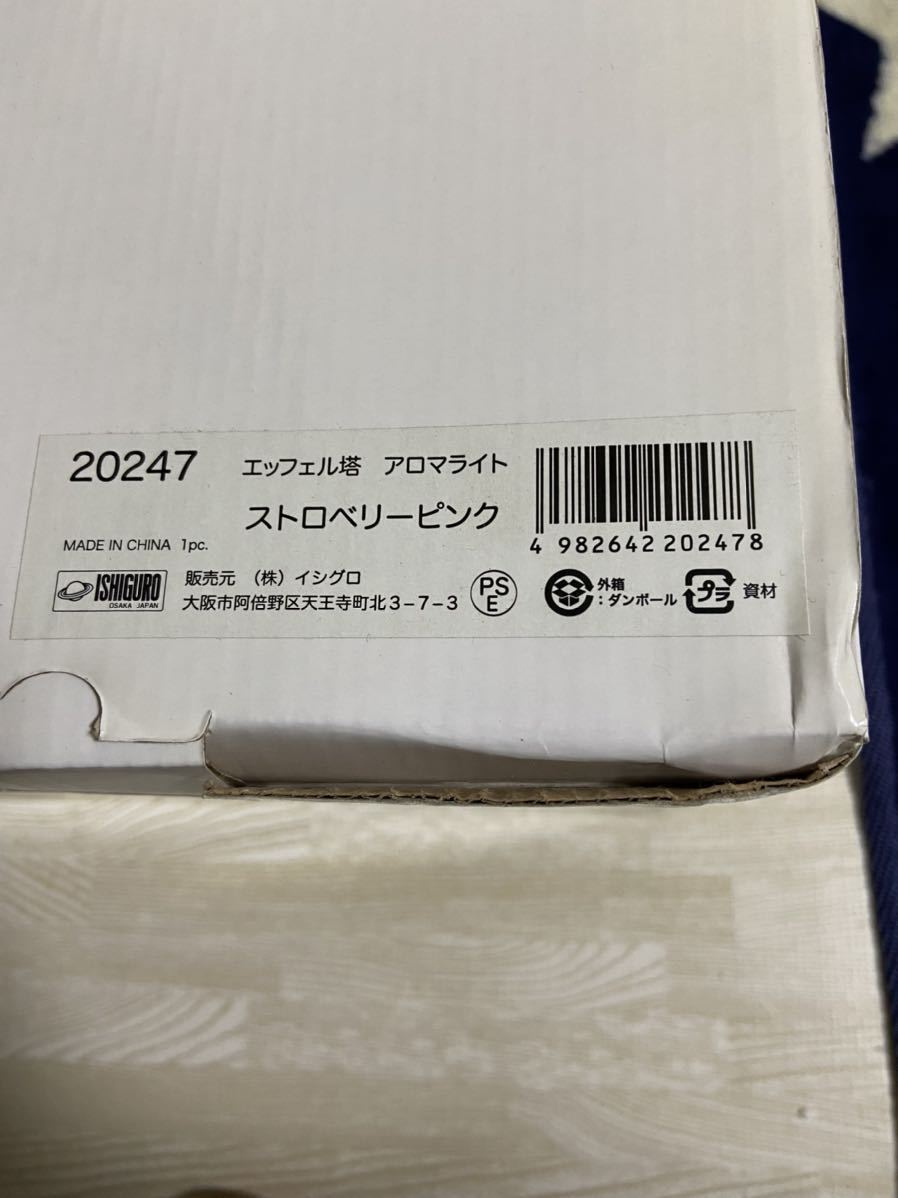 20247 エッフェル塔 アロマライト
ストロベリーピンク
MADE IN CHINA 1pc.
4 982642 202478
ISHIGURO
OSAKA JAPAN
販売元 (株)イシグロ
大阪市阿倍野区天王寺町北3-7-3
PS
E
外箱
:ダンボール
プラ 資材